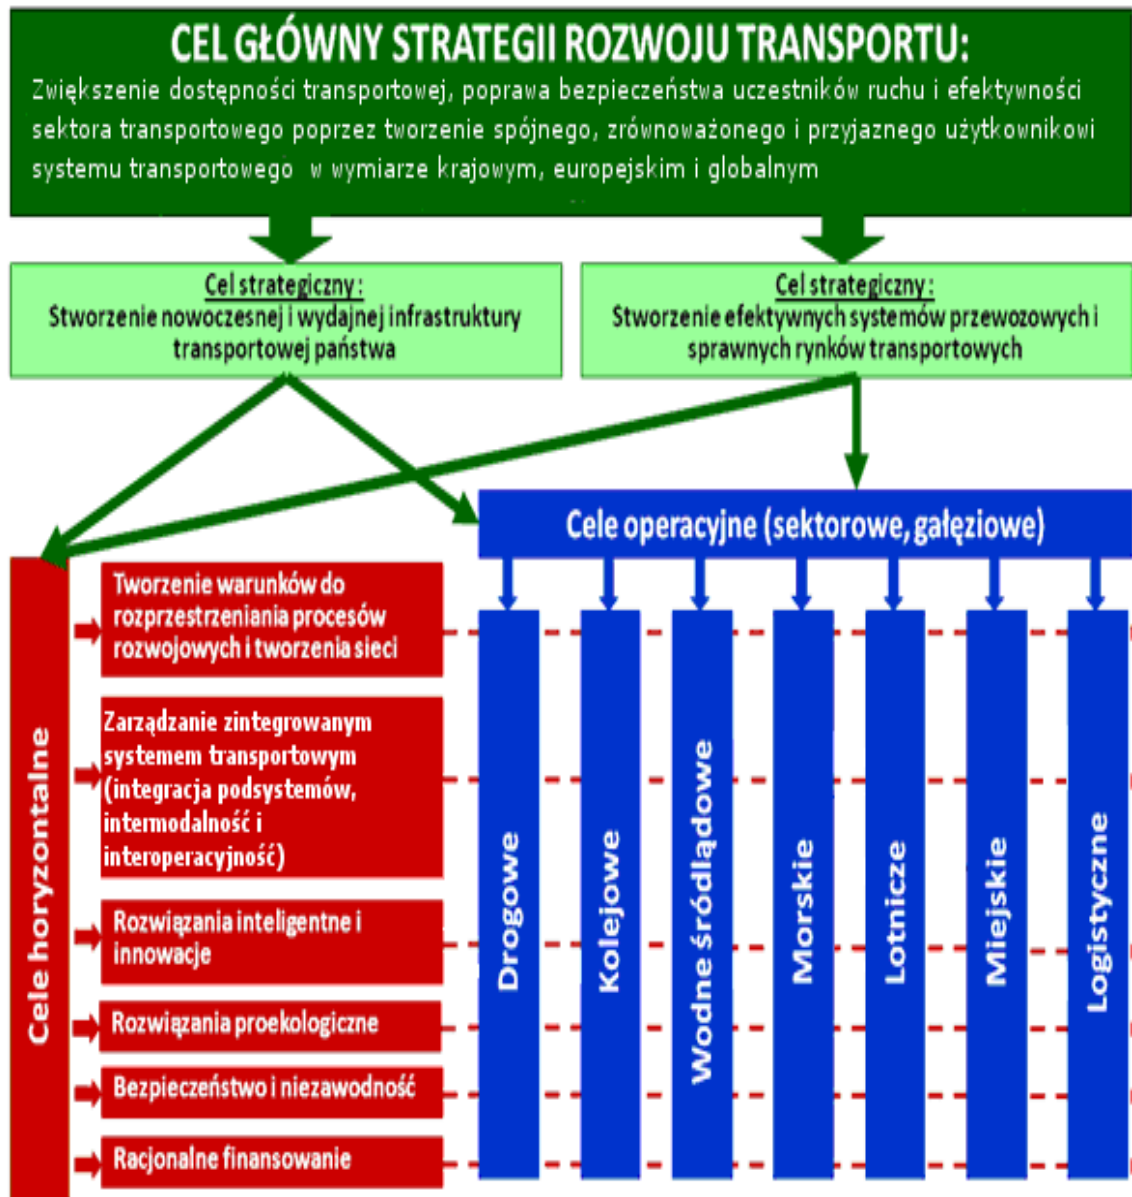 CEL GŁÓWNY STRATEGII ROZWOJU TRANSPORTU:
Zwiększenie dostępności transportowej, poprawa bezpieczeństwa uczestników ruchu i efektywności
sektora transportowego poprzez tworzenie spójnego, zrównoważonego i przyjaznego użytkownikowi
systemu transportowego w wymiarze krajowym, europejskim i globalnym
Cel strategiczny :
Stworzenie nowoczesnej i wydajnej infrastruktury
transportowej państwa
Cel strategiczny :
Stworzenie efektywnych systemów przewozowych i
sprawnych rynków transportowych
Cele operacyjne (sektorowe, gałęziowe)
Cele horyzontalne
Tworzenie warunków do
rozprzestrzeniania procesów
rozwojowych i tworzenia sieci
Zarządzanie zintegrowanym
systemem transportowym
(integracja podsystemów,
intermodalność i
interoperacyjność)
Rozwiązania inteligentne i
innowacje
Rozwiązania proekologiczne
Bezpieczeństwo i niezawodność
Racjonalne finansowanie
Drogowe
Kolejowe
Wodne śródlądowe
Morskie
Lotnicze
Miejskie
Logistyczne